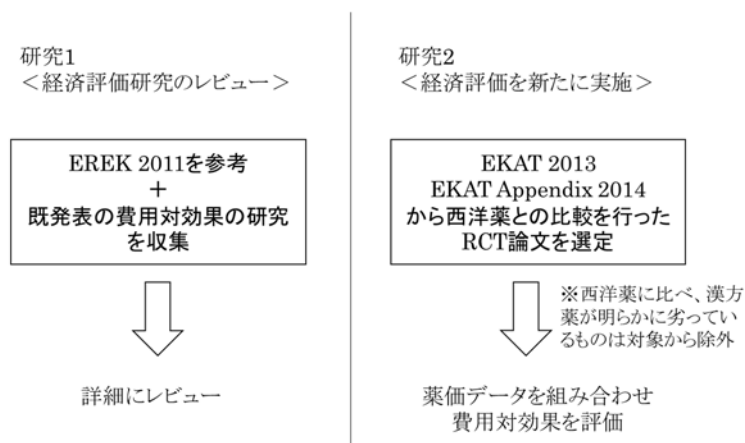 研究1
＜経済評価研究のレビュー＞
EREK 2011を参考
+
既発表の費用対効果の研究
を収集
詳細にレビュー
研究2
＜経済評価を新たに実施＞
EKAT 2013
EKAT Appendix 2014
から西洋薬との比較を行った
RCT論文を選定
※西洋薬に比べ、漢方
薬が明らかに劣ってい
るものは対象から除外
薬価データを組み合わせ
費用対効果を評価